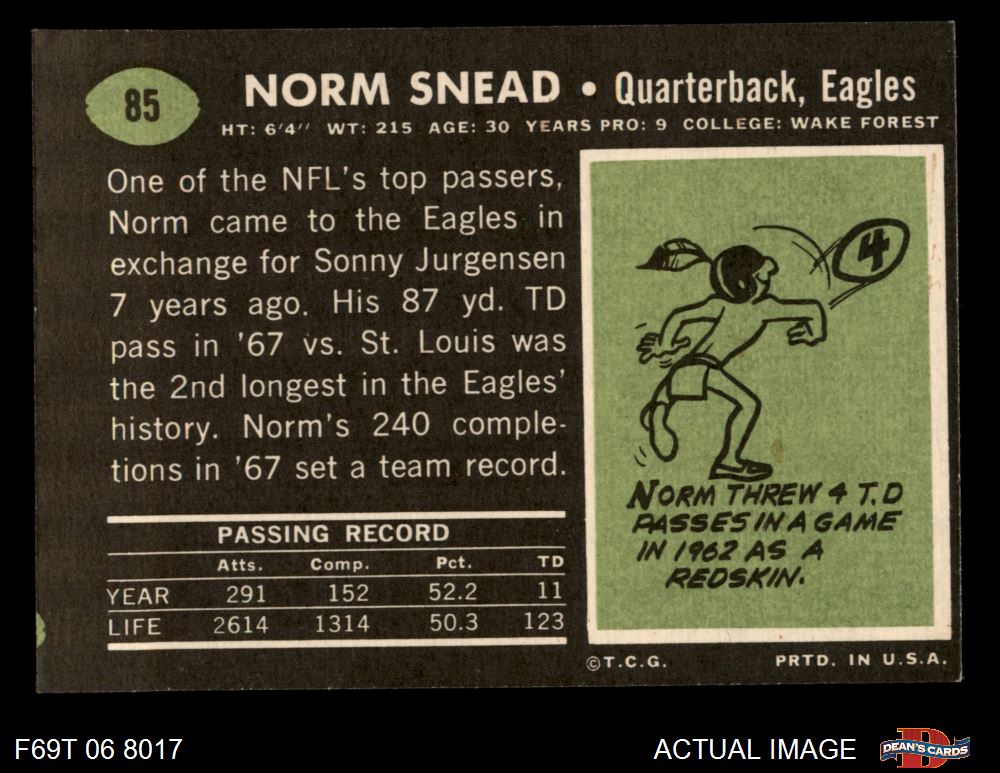 85
NORM SNEAD • Quarterback, Eagles
HT: 6'4'' WT: 215 AGE: 30 YEARS PRO: 9 COLLEGE: WAKE FOREST
One of the NFL's top passers,
Norm came to the Eagles in
exchange for Sonny Jurgensen
7 years ago. His 87 yd. TD
pass in '67 vs. St. Louis was
the 2nd longest in the Eagles'
history. Norm's 240 comple-
tions in '67 set a team record.
PASSING RECORD
Atts. Comp. Pct. TD
YEAR 291 152 52.2 11
LIFE 2614 1314 50.3 123
4
NORM THREW 4 T.D
PASSES IN A GAME
IN 1962 AS A
REDSKIN.
©T.C.G. PRTD. IN U.S.A.
F69T 06 8017
ACTUAL IMAGE
DEAN'S CARDS